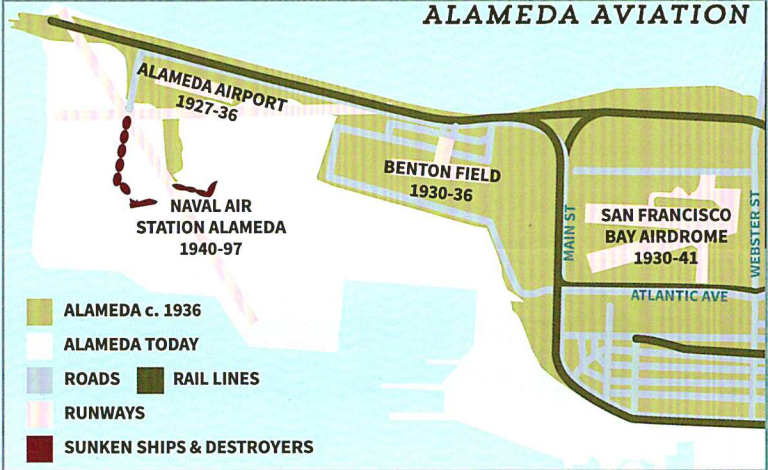 ALAMEDA AVIATION
ALAMEDA AIRPORT
1927-36
BENTON FIELD
1930-36
NAVAL AIR
STATION ALAMEDA
1940-97
MAIN ST
SAN FRANCISCO
BAY AIRDROME
1930-41
WEBSTER ST
ATLANTIC AVE
ALAMEDA c. 1936
ALAMEDA TODAY
ROADS
RAIL LINES
RUNWAYS
SUNKEN SHIPS & DESTROYERS